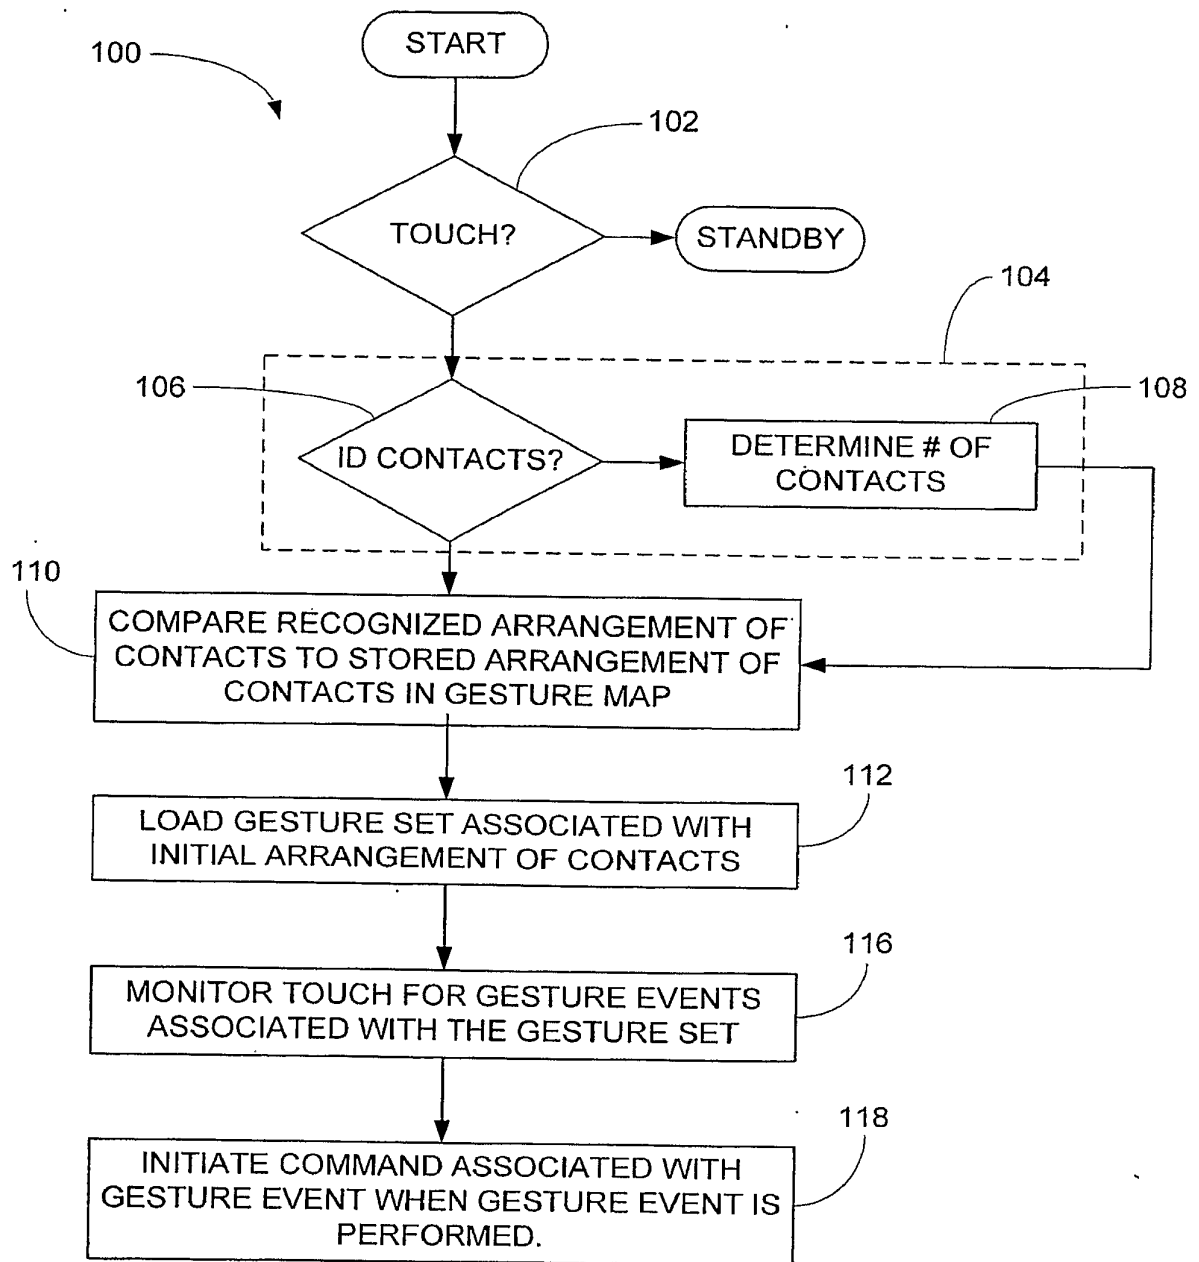 START
100
102
TOUCH?
STANDBY
104
106
108
ID CONTACTS?
DETERMINE # OF
CONTACTS
110
COMPARE RECOGNIZED ARRANGEMENT OF
CONTACTS TO STORED ARRANGEMENT OF
CONTACTS IN GESTURE MAP
112
LOAD GESTURE SET ASSOCIATED WITH
INITIAL ARRANGEMENT OF CONTACTS
116
MONITOR TOUCH FOR GESTURE EVENTS
ASSOCIATED WITH THE GESTURE SET
118
INITIATE COMMAND ASSOCIATED WITH
GESTURE EVENT WHEN GESTURE EVENT IS
PERFORMED.